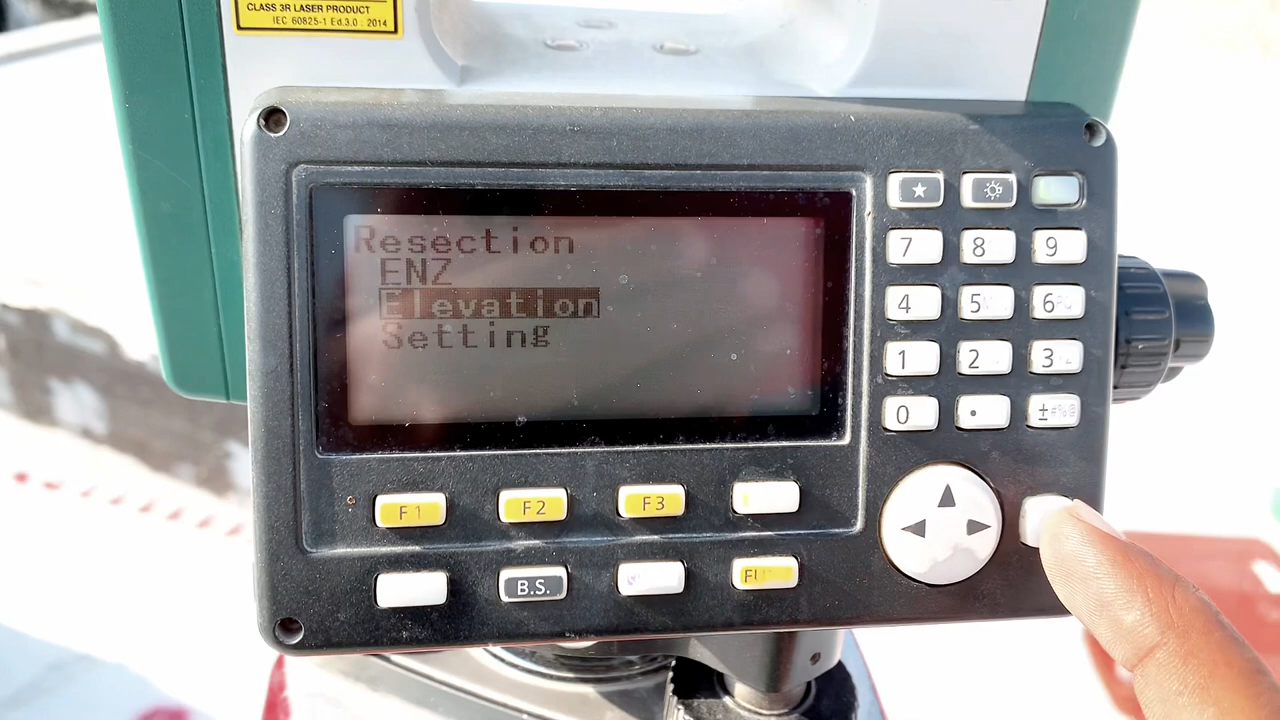 CLASS 3R LASER PRODUCT
IEC 60825-1 Ed.3.0 : 2014
Resection
ENZ
Elevation
Setting
7 8 9
4 5 6
1 2 3
0 . ±#%@
F1 F2 F3
B.S.